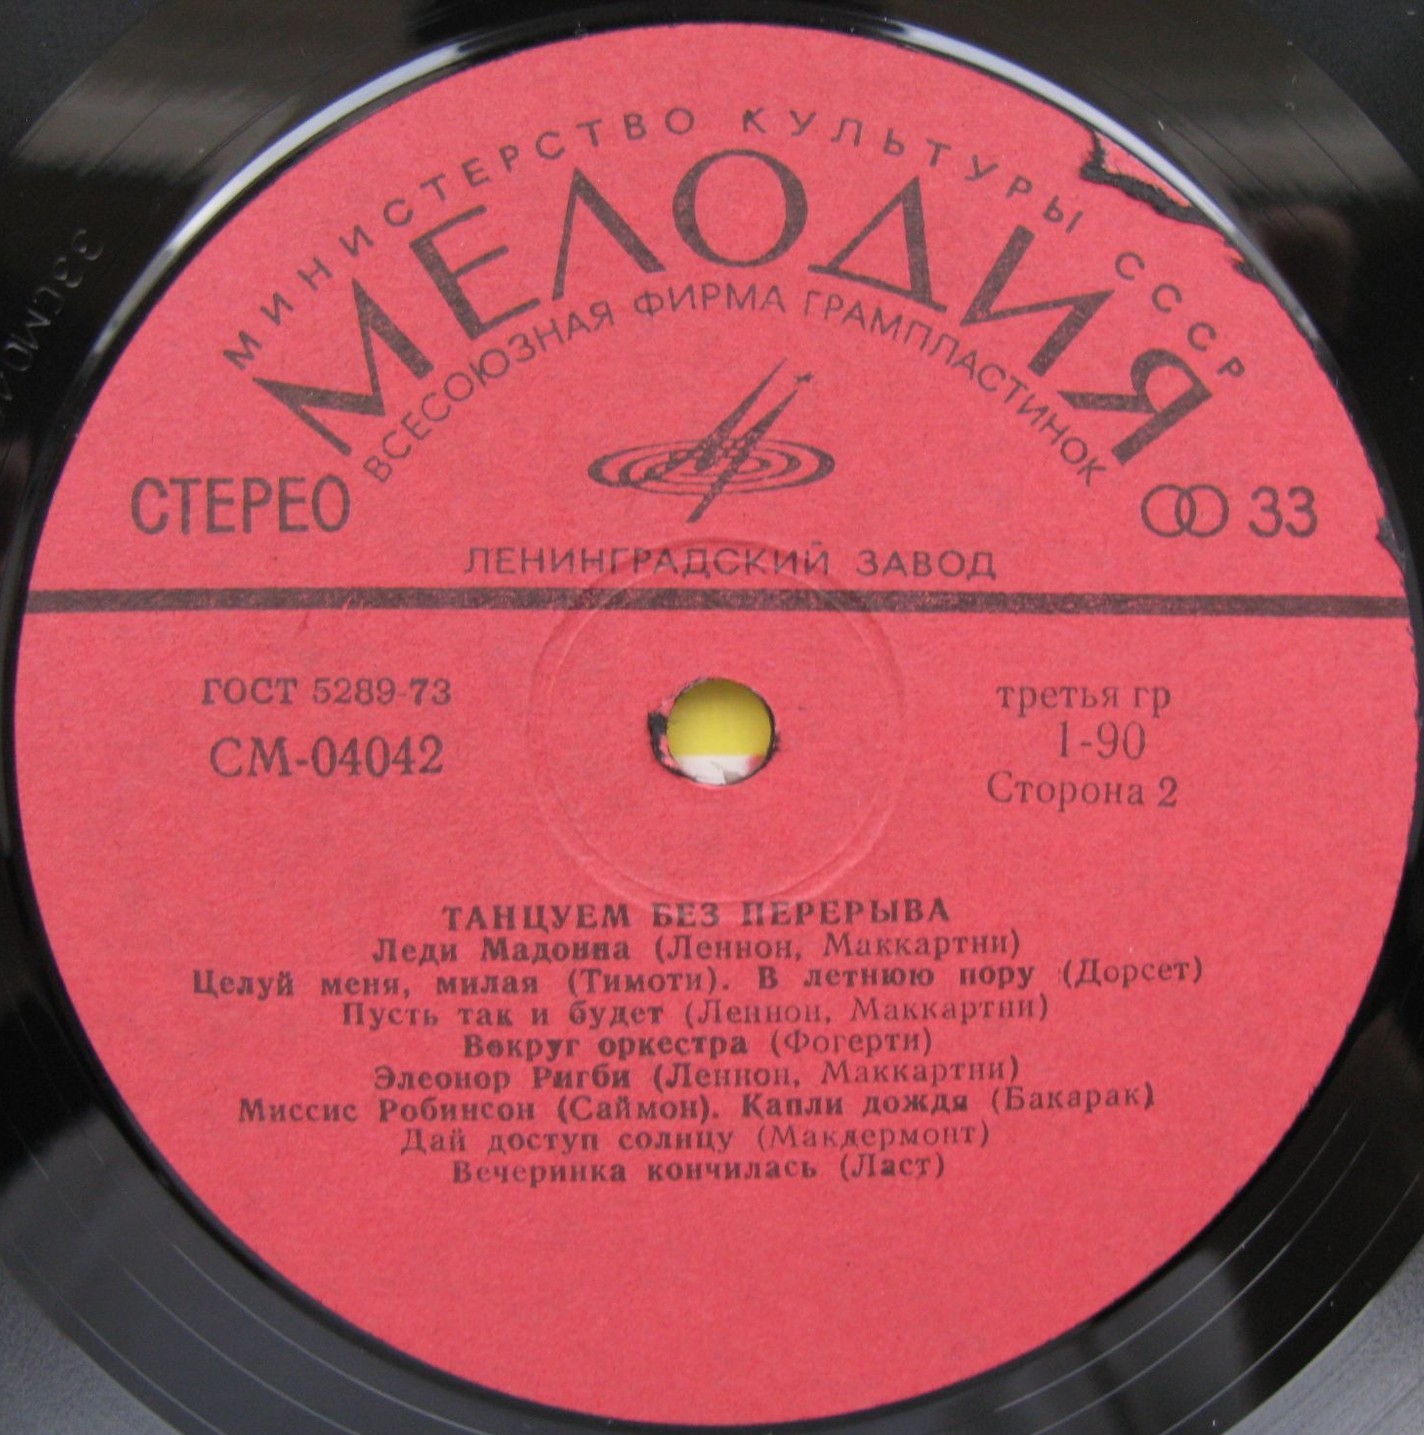 МИНИСТЕРСТВО КУЛЬТУРЫ СССР
МЕЛОДИЯ
ВСЕСОЮЗНАЯ ФИРМА ГРАМПЛАСТИНОК
СТЕРЕО
33
ЛЕНИНГРАДСКИЙ ЗАВОД
ГОСТ 5289-73
СМ-04042
третья гр
1-90
Сторона 2
ТАНЦУЕМ БЕЗ ПЕРЕРЫВА
Леди Мадонна (Леннон, Маккартни)
Целуй меня, милая (Тимоти). В летнюю пору (Дорсет)
Пусть так и будет (Леннон, Маккартни)
Вокруг оркестра (Фогерти)
Элеонор Ригби (Леннон, Маккартни)
Миссис Робинсон (Саймон). Капли дождя (Бакарак)
Дай доступ солнцу (Макдермонт)
Вечеринка кончилась (Ласт)